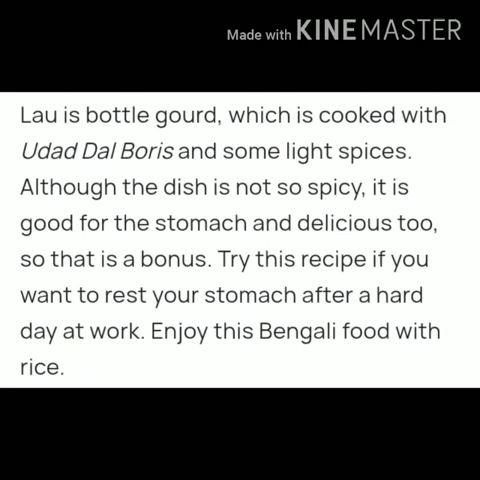 Made with KINEMASTER
Lau is bottle gourd, which is cooked with
Udad Dal Boris and some light spices.
Although the dish is not so spicy, it is
good for the stomach and delicious too,
so that is a bonus. Try this recipe if you
want to rest your stomach after a hard
day at work. Enjoy this Bengali food with
rice.